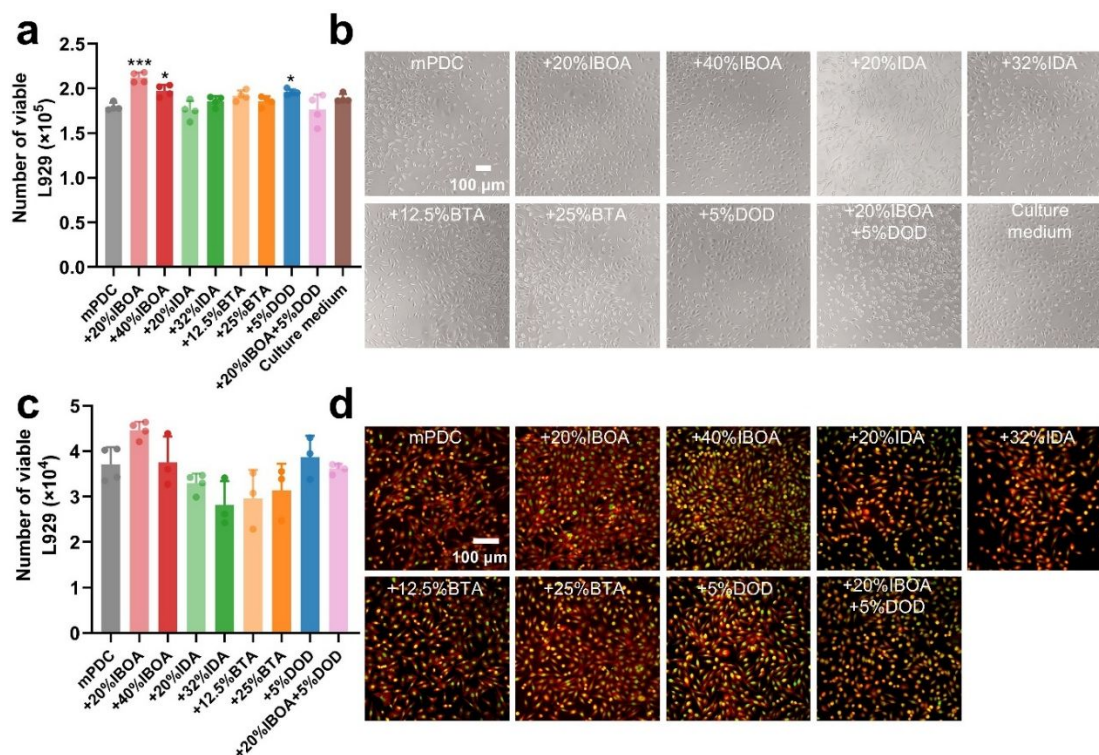 a
Number of viable
L929 (×10⁵)
2.5
2.0
1.5
1.0
0.5
0.0
***
*
*
mPDC
+20%IBOA
+40%IBOA
+20%IDA
+32%IDA
+12.5%BTA
+25%BTA
+5%DOD
+20%IBOA+5%DOD
Culture medium
b
mPDC
+20%IBOA
+40%IBOA
+20%IDA
+32%IDA
100 μm
+12.5%BTA
+25%BTA
+5%DOD
+20%IBOA
+5%DOD
Culture
medium
c
Number of viable
L929 (×10⁴)
5
4
3
2
1
0
mPDC
+20%IBOA
+40%IBOA
+20%IDA
+32%IDA
+12.5%BTA
+25%BTA
+5%DOD
+20%IBOA+5%DOD
d
mPDC
+20%IBOA
+40%IBOA
+20%IDA
+32%IDA
100 μm
+12.5%BTA
+25%BTA
+5%DOD
+20%IBOA
+5%DOD